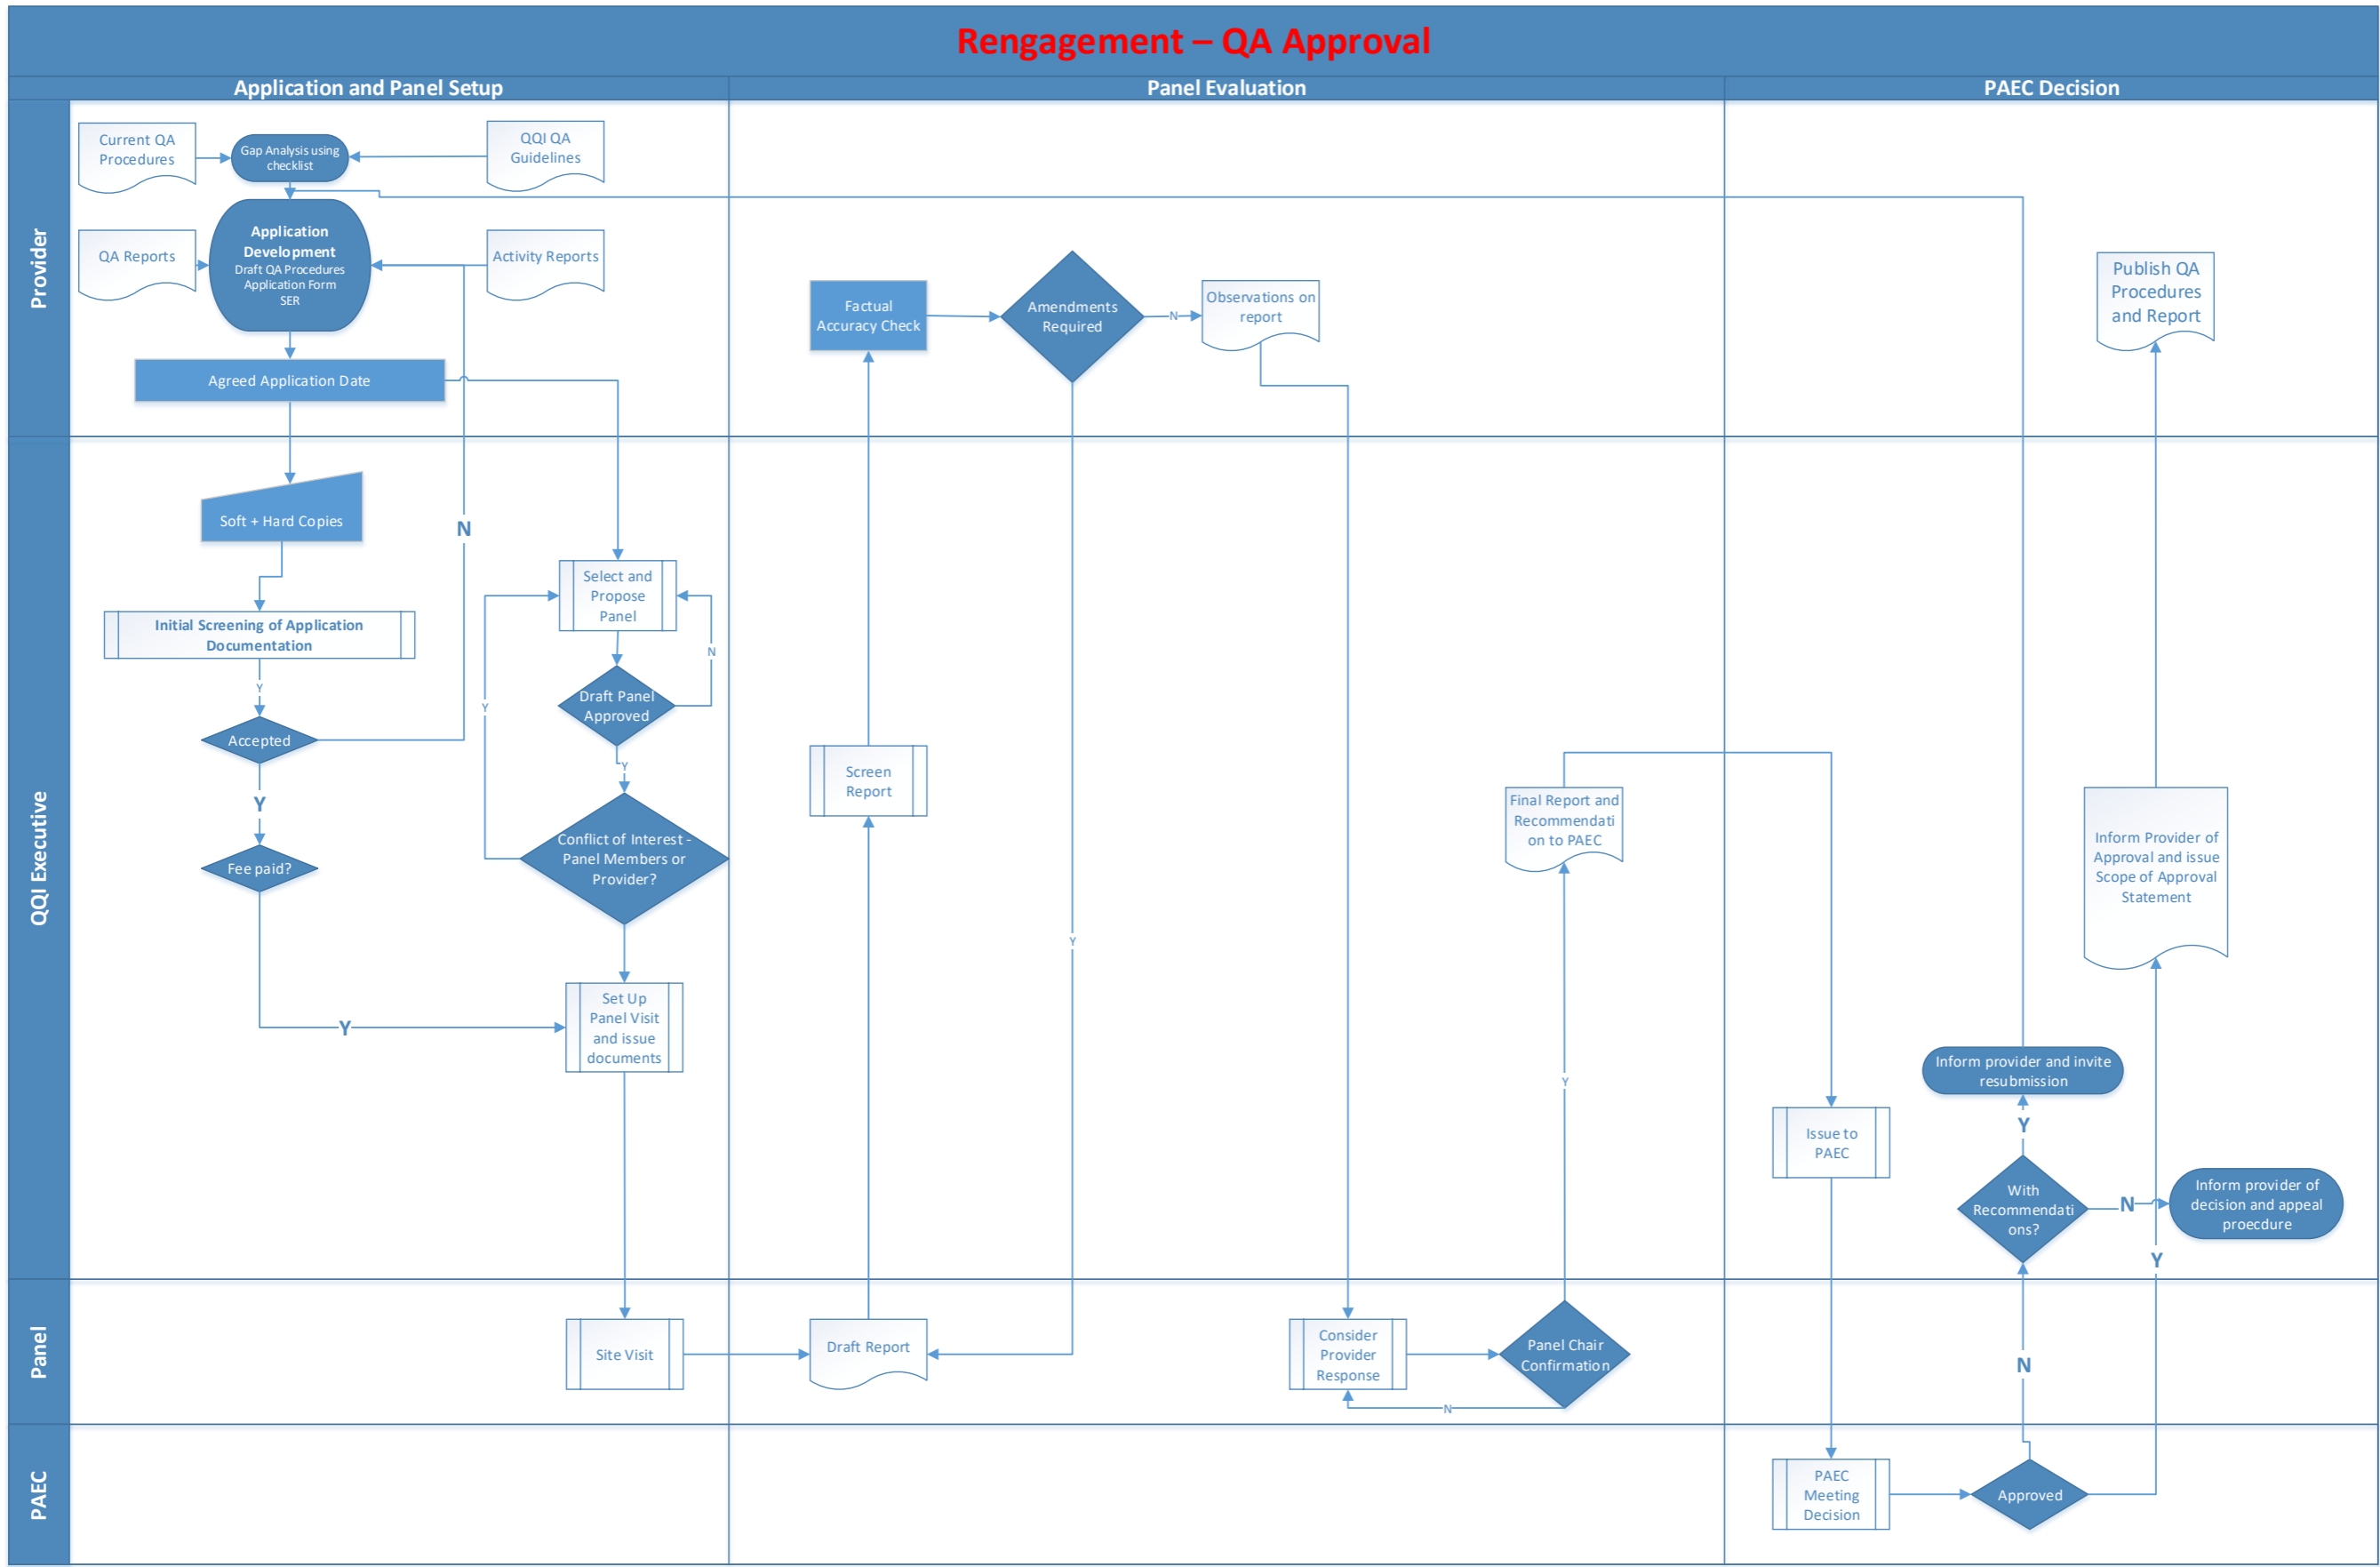 Rengagement – QA Approval
Application and Panel Setup
Panel Evaluation
PAEC Decision
Provider
Current QA
Procedures
Gap Analysis using
checklist
QQI QA
Guidelines
QA Reports
Application
Development
Draft QA Procedures
Application Form
SER
Activity Reports
Agreed Application Date
Factual
Accuracy Check
Amendments
Required
N
Observations on
report
Publish QA
Procedures
and Report
QQI Executive
Soft + Hard Copies
N
Initial Screening of Application
Documentation
Y
Accepted
Y
Fee paid?
Y
Select and
Propose
Panel
N
Y
Draft Panel
Approved
Y
Conflict of Interest -
Panel Members or
Provider?
Set Up
Panel Visit
and issue
documents
Screen
Report
Y
Final Report and
Recommendati
on to PAEC
Y
Issue to
PAEC
Inform Provider of
Approval and issue
Scope of Approval
Statement
Inform provider and invite
resubmission
Y
With
Recommendati
ons?
N
Inform provider of
decision and appeal
proecdure
Y
Panel
Site Visit
Draft Report
Consider
Provider
Response
Panel Chair
Confirmation
N
N
PAEC
PAEC
Meeting
Decision
Approved